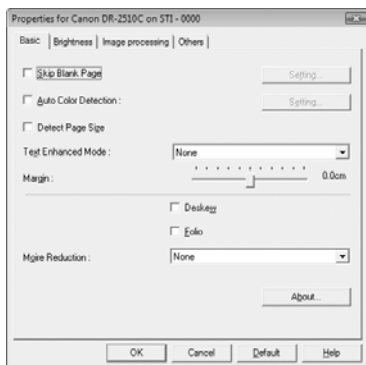 Properties for Canon DR-2510C on STI - 0000
Basic Brightness Image processing Others
Skip Blank Page Setting...
Auto Color Detection : Setting...
Detect Page Size
Text Enhanced Mode : None
Margin : 0.0cm
Deskew
Folio
Moire Reduction : None
About...
OK Cancel Default Help